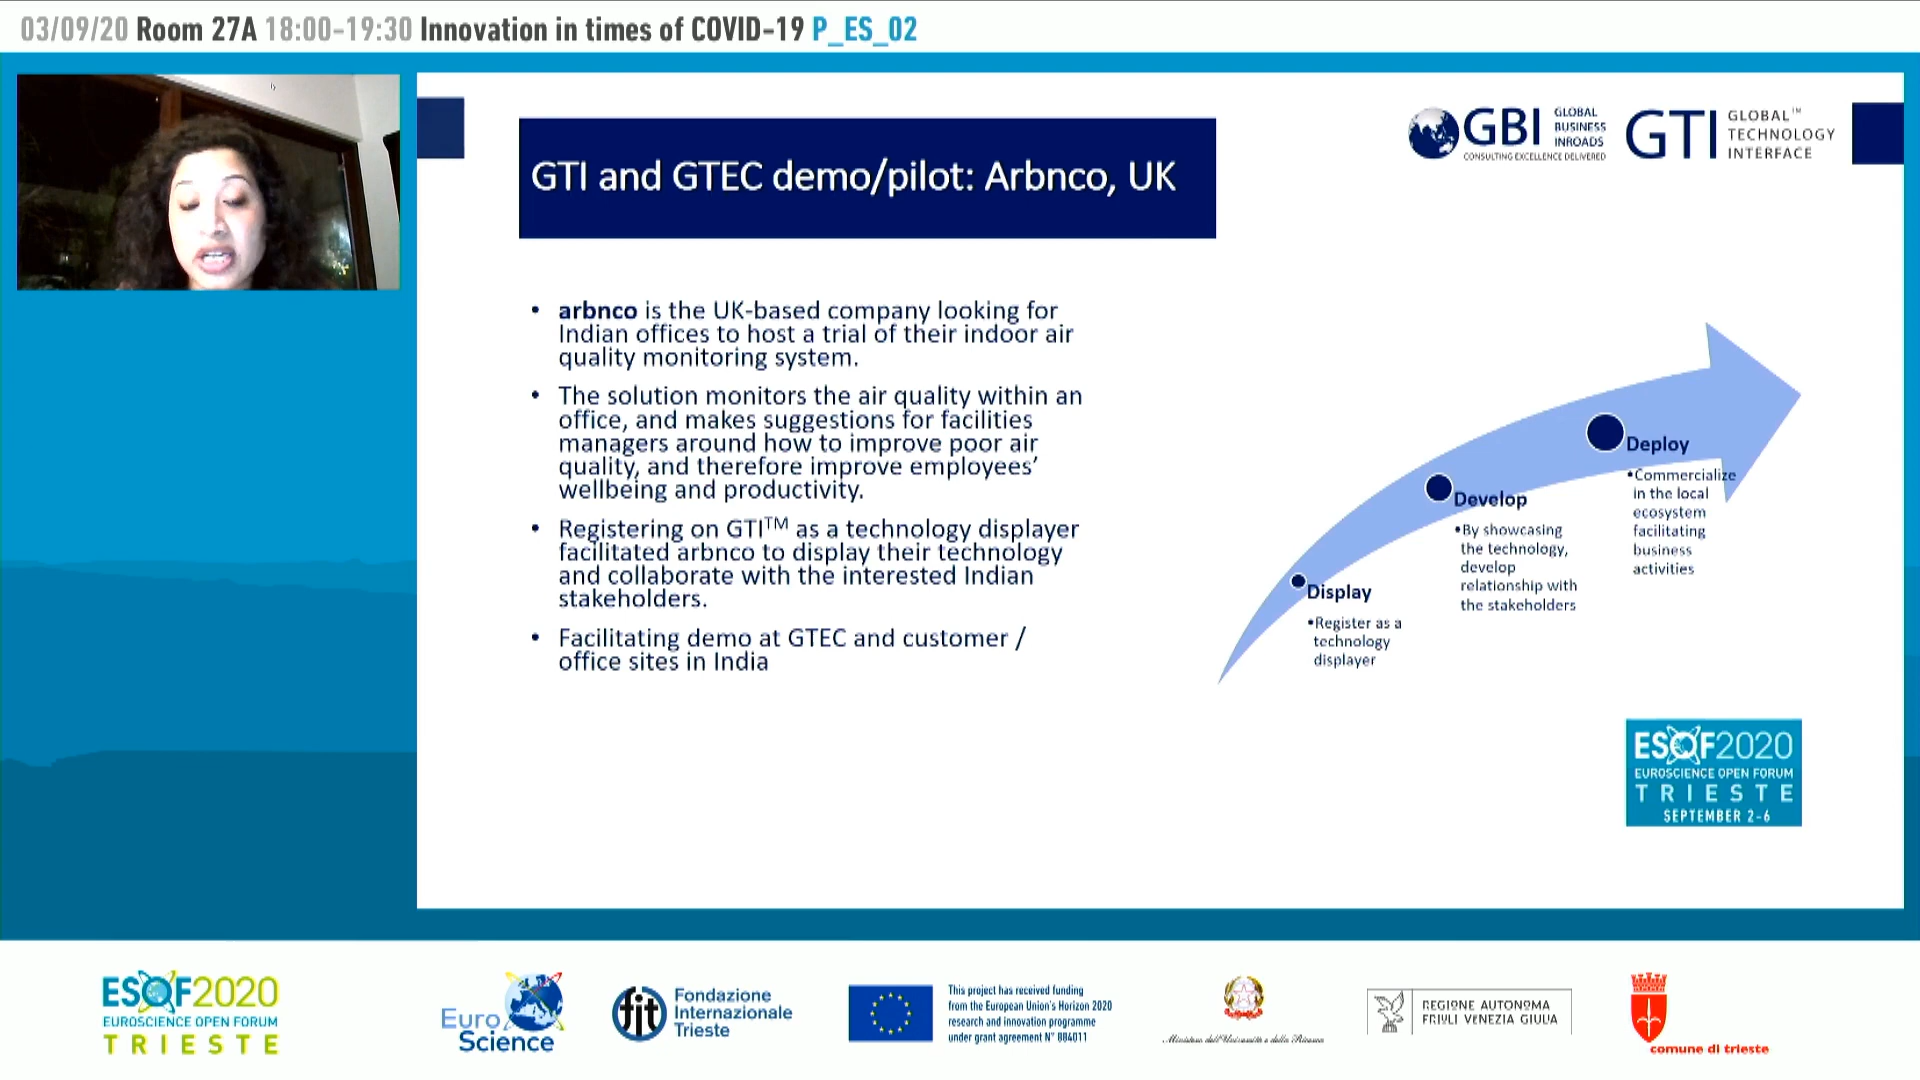 03/09/20 Room 27A 18:00-19:30 Innovation in times of COVID-19 P_ES_02
GTI and GTEC demo/pilot: Arbnco, UK
GBI GLOBAL BUSINESS INROADS
CONSULTING EXCELLENCE DELIVERED
GTI GLOBAL™ TECHNOLOGY INTERFACE
• arbnco is the UK-based company looking for
Indian offices to host a trial of their indoor air
quality monitoring system.
• The solution monitors the air quality within an
office, and makes suggestions for facilities
managers around how to improve poor air
quality, and therefore improve employees’
wellbeing and productivity.
• Registering on GTI™ as a technology displayer
facilitated arbnco to display their technology
and collaborate with the interested Indian
stakeholders.
• Facilitating demo at GTEC and customer /
office sites in India
Display
•Register as a
technology
displayer
Develop
•By showcasing
the technology,
develop
relationship with
the stakeholders
Deploy
•Commercialize
in the local
ecosystem
facilitating
business
activities
ESOF2020
EUROSCIENCE OPEN FORUM
TRIESTE
SEPTEMBER 2-6
ESOF2020
EUROSCIENCE OPEN FORUM
TRIESTE
Euro
Science
fit
Fondazione
Internazionale
Trieste
This project has received funding
from the European Union's Horizon 2020
research and innovation programme
under grant agreement N° 884011
Ministero dell'Università e della Ricerca
REGIONE AUTONOMA
FRIULI VENEZIA GIULIA
comune di trieste